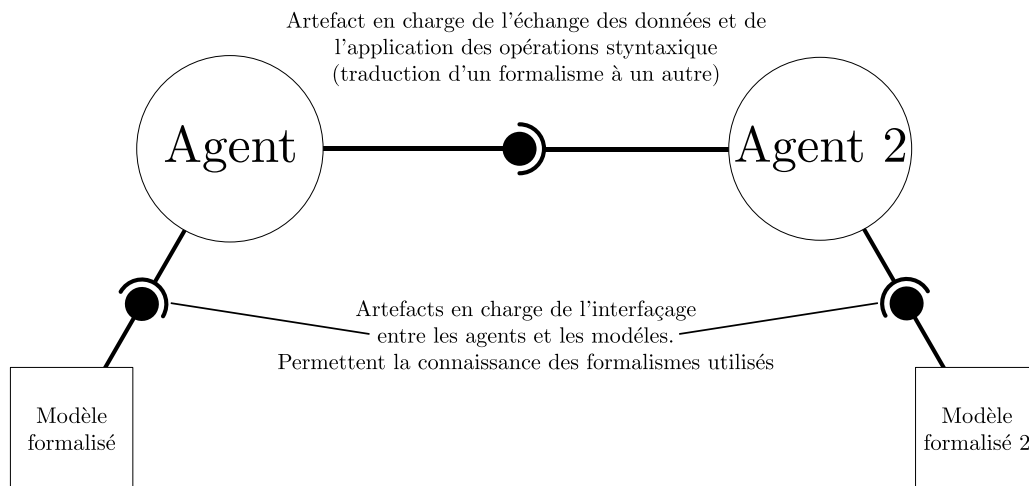 Artefact en charge de l'échange des données et de
l'application des opérations styntaxique
(traduction d'un formalisme à un autre)
Agent
Agent 2
Artefacts en charge de l'interfaçage
entre les agents et les modéles.
Permettent la connaissance des formalismes utilisés
Modèle
formalisé
Modèle
formalisé 2